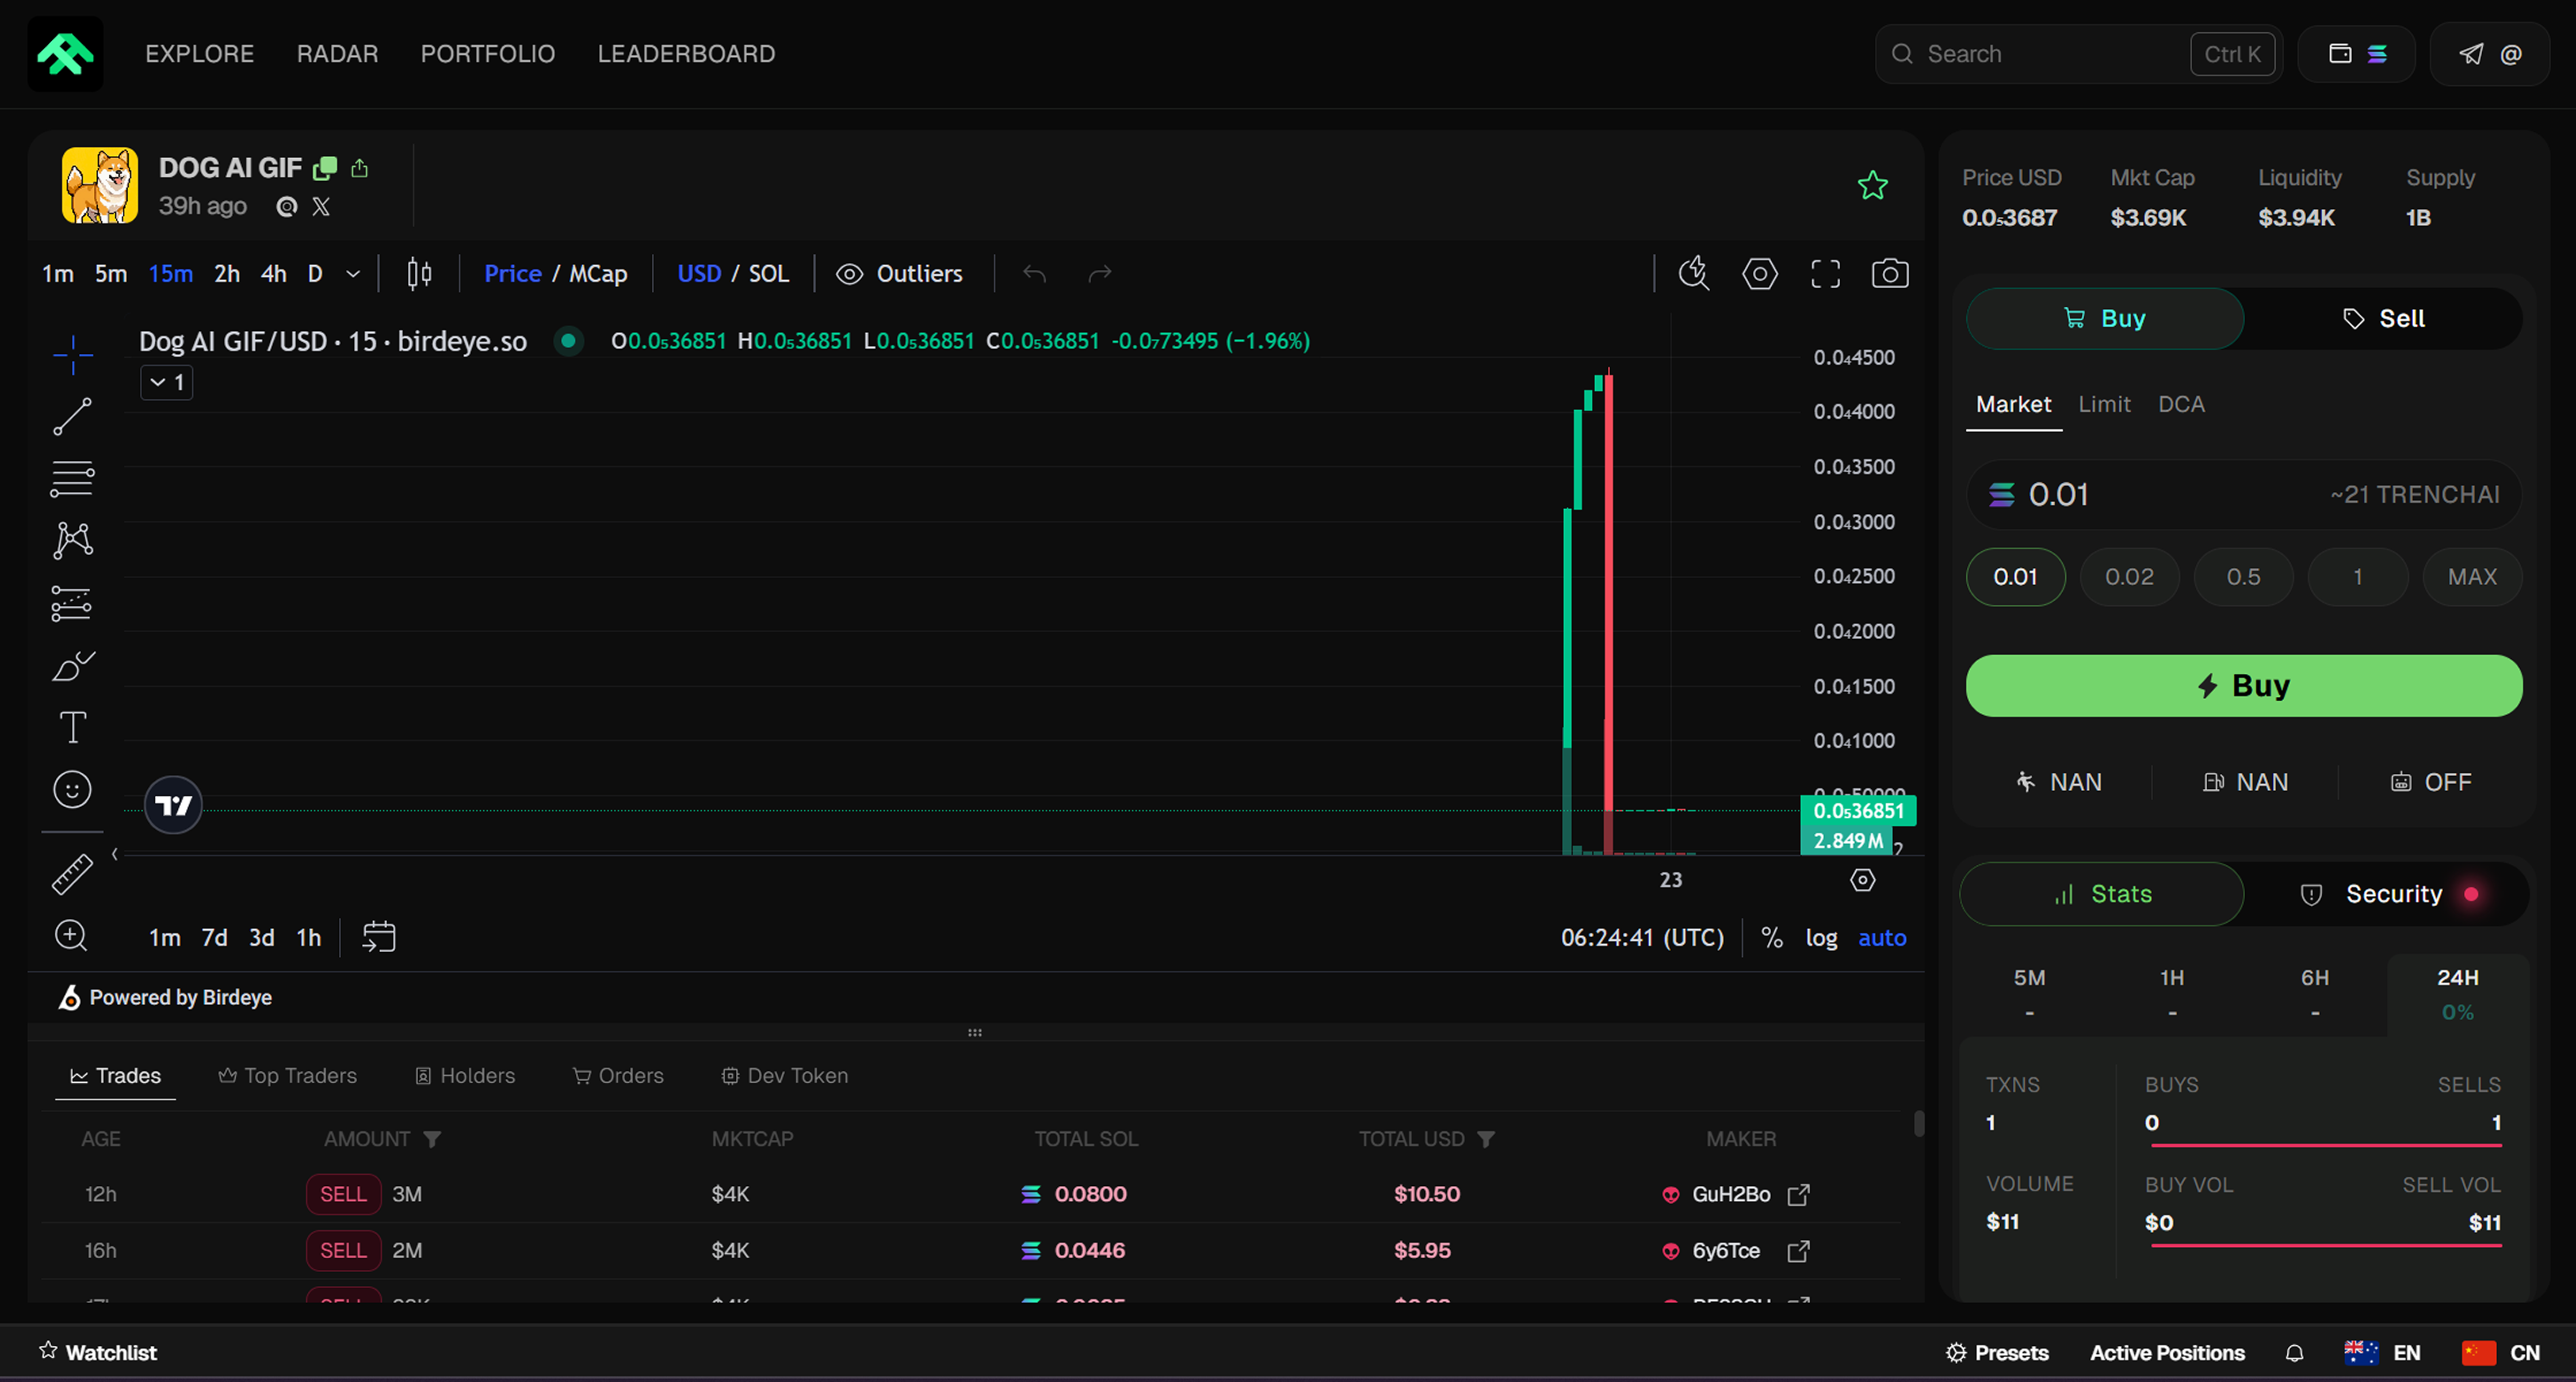 EXPLORE RADAR PORTFOLIO LEADERBOARD Search Ctrl K @
DOG AI GIF
39h ago
1m 5m 15m 2h 4h D Price / MCap USD / SOL Outliers
Dog AI GIF/USD · 15 · birdeye.so O0.0₅36851 H0.0₅36851 L0.0₅36851 C0.0₅36851 -0.0₇73495 (−1.96%)
1
0.0₄4500
0.0₄4000
0.0₄3500
0.0₄3000
0.0₄2500
0.0₄2000
0.0₄1500
0.0₄1000
0.0₅36851
2.849M
23
1m 7d 3d 1h 06:24:41 (UTC) % log auto
Powered by Birdeye
Trades Top Traders Holders Orders Dev Token
AGE AMOUNT MKTCAP TOTAL SOL TOTAL USD MAKER
12h SELL 3M $4K 0.0800 $10.50 GuH2Bo
16h SELL 2M $4K 0.0446 $5.95 6y6Tce
Price USD Mkt Cap Liquidity Supply
0.0₅3687 $3.69K $3.94K 1B
Buy Sell
Market Limit DCA
0.01 ~21 TRENCHAI
0.01 0.02 0.5 1 MAX
Buy
NAN NAN OFF
Stats Security
5M 1H 6H 24H
- - - 0%
TXNS BUYS SELLS
1 0 1
VOLUME BUY VOL SELL VOL
$11 $0 $11
Watchlist Presets Active Positions EN CN